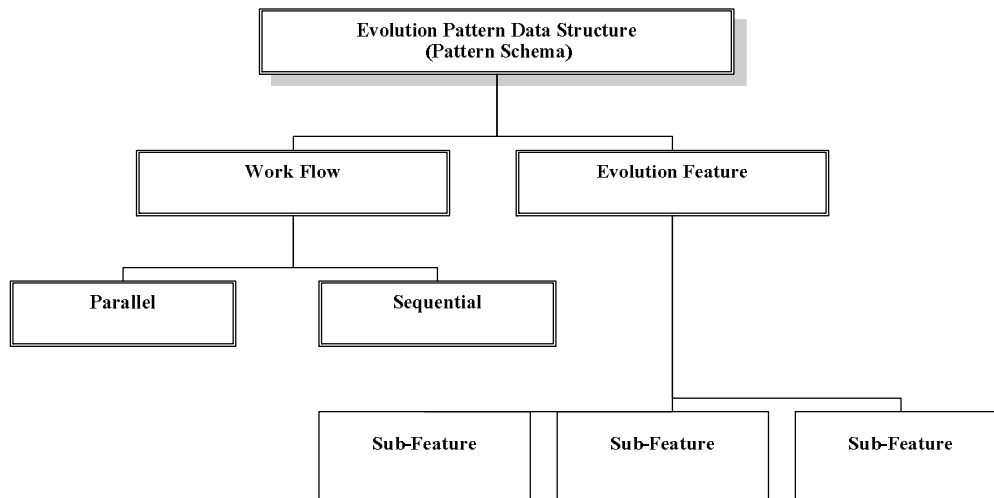 Evolution Pattern Data Structure
(Pattern Schema)
Work Flow
Evolution Feature
Parallel
Sequential
Sub-Feature
Sub-Feature
Sub-Feature